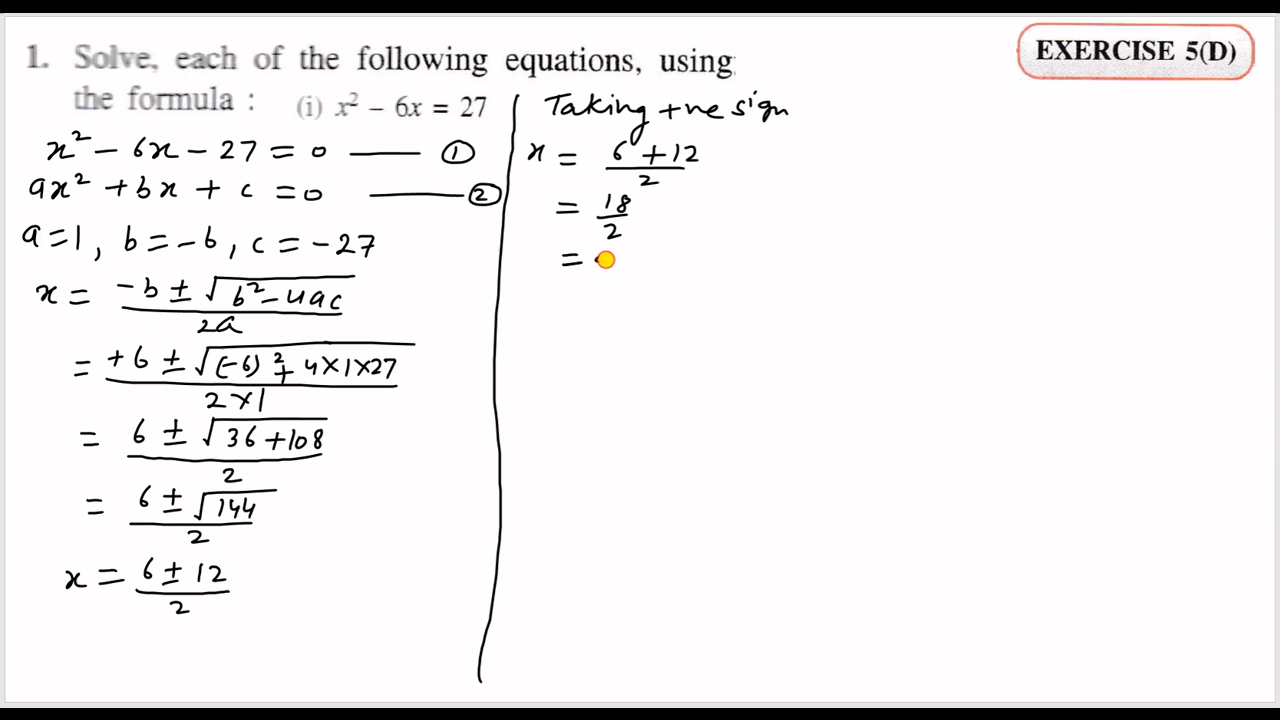 1. Solve, each of the following equations, using
the formula : (i) x² – 6x = 27
EXERCISE 5(D)
x² – 6x – 27 = 0 —— ①
ax² + bx + c = 0 —— ②
a = 1, b = –6, c = –27
x = (–b ± √(b² – 4ac))/2a
= (+6 ± √((–6)² + 4×1×27))/(2×1)
= (6 ± √(36 + 108))/2
= (6 ± √144)/2
x = (6 ± 12)/2
Taking +ve sign
x = (6 + 12)/2
= 18/2
=